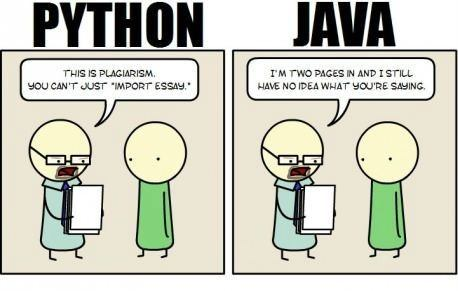 PYTHON
THIS IS PLAGIARISM.
YOU CAN'T JUST "IMPORT ESSAY."
JAVA
I'M TWO PAGES IN AND I STILL
HAVE NO IDEA WHAT YOU'RE SAYING.